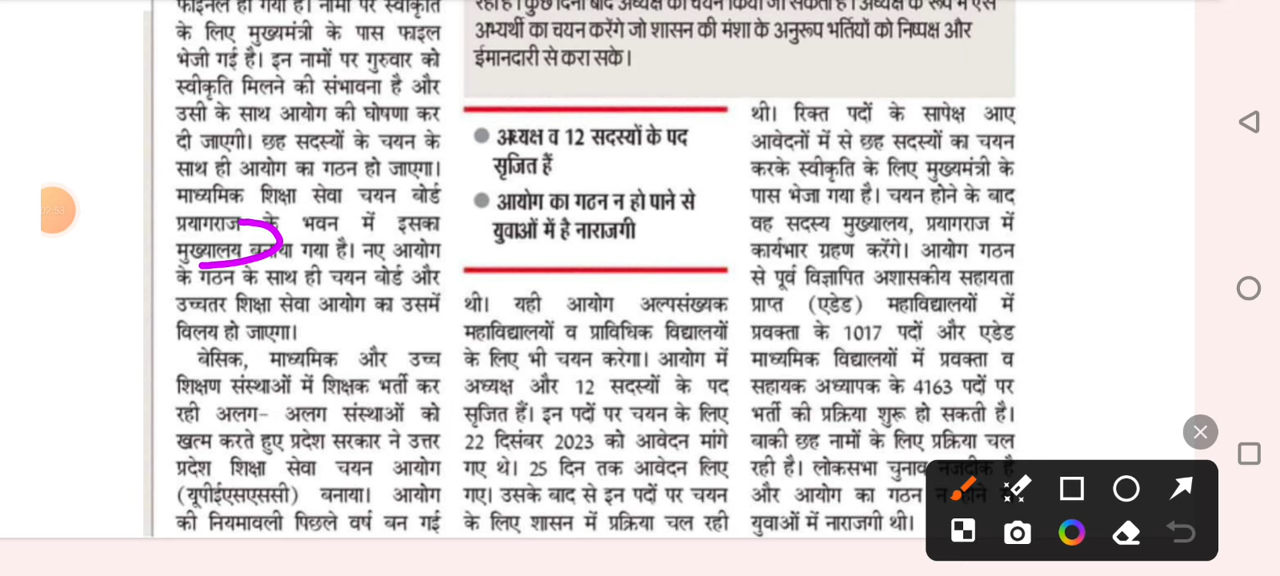 फाइनल हो गया है। नामों पर स्वीकृति
के लिए मुख्यमंत्री के पास फाइल
भेजी गई है। इन नामों पर गुरुवार को
स्वीकृति मिलने की संभावना है और
उसी के साथ आयोग की घोषणा कर
दी जाएगी। छह सदस्यों के चयन के
साथ ही आयोग का गठन हो जाएगा।
माध्यमिक शिक्षा सेवा चयन बोर्ड
प्रयागराज के भवन में इसका
मुख्यालय बनाया गया है। नए आयोग
के गठन के साथ ही चयन बोर्ड और
उच्चतर शिक्षा सेवा आयोग का उसमें
विलय हो जाएगा।
बेसिक, माध्यमिक और उच्च
शिक्षण संस्थाओं में शिक्षक भर्ती कर
रही अलग- अलग संस्थाओं को
खत्म करते हुए प्रदेश सरकार ने उत्तर
प्रदेश शिक्षा सेवा चयन आयोग
(यूपीईएसएससी) बनाया। आयोग
की नियमावली पिछले वर्ष बन गई
रही है। कुछ दिनों बाद अध्यक्ष का चयन किया जा सकता है। अध्यक्ष के रूप में ऐसे
अभ्यर्थी का चयन करेंगे जो शासन की मंशा के अनुरूप भर्तियों को निष्पक्ष और
ईमानदारी से करा सके।
अध्यक्ष व 12 सदस्यों के पद
सृजित हैं
आयोग का गठन न हो पाने से
युवाओं में है नाराजगी
थी। यही आयोग अल्पसंख्यक
महाविद्यालयों व प्राविधिक विद्यालयों
के लिए भी चयन करेगा। आयोग में
अध्यक्ष और 12 सदस्यों के पद
सृजित हैं। इन पदों पर चयन के लिए
22 दिसंबर 2023 को आवेदन मांगे
गए थे। 25 दिन तक आवेदन लिए
गए। उसके बाद से इन पदों पर चयन
के लिए शासन में प्रक्रिया चल रही
थी। रिक्त पदों के सापेक्ष आए
आवेदनों में से छह सदस्यों का चयन
करके स्वीकृति के लिए मुख्यमंत्री के
पास भेजा गया है। चयन होने के बाद
वह सदस्य मुख्यालय, प्रयागराज में
कार्यभार ग्रहण करेंगे। आयोग गठन
से पूर्व विज्ञापित अशासकीय सहायता
प्राप्त (एडेड) महाविद्यालयों में
प्रवक्ता के 1017 पदों और एडेड
माध्यमिक विद्यालयों में प्रवक्ता व
सहायक अध्यापक के 4163 पदों पर
भर्ती की प्रक्रिया शुरू हो सकती है।
बाकी छह नामों के लिए प्रक्रिया चल
रही है। लोकसभा चुनाव नजदीक है
और आयोग का गठन न होने से
युवाओं में नाराजगी थी।